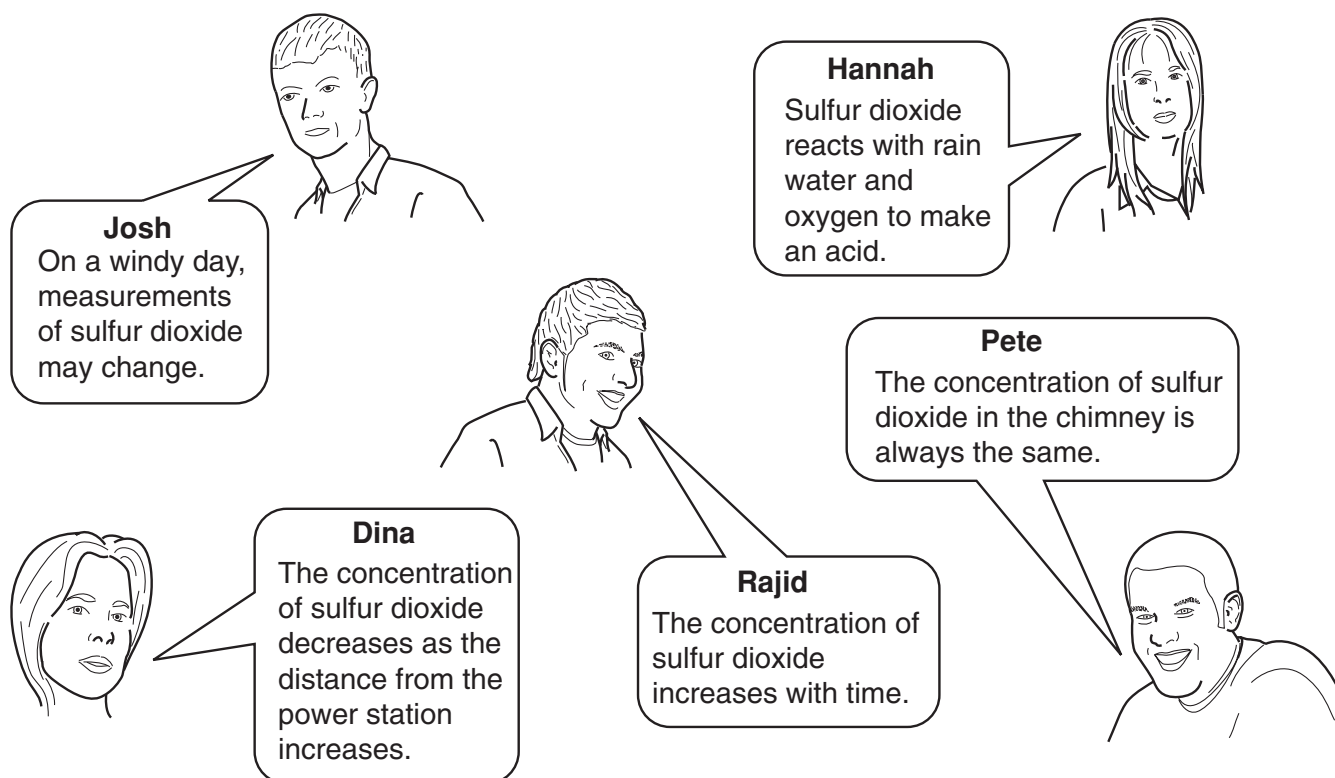 Hannah
Sulfur dioxide
reacts with rain
water and
oxygen to make
an acid.
Josh
On a windy day,
measurements
of sulfur dioxide
may change.
Pete
The concentration of sulfur
dioxide in the chimney is
always the same.
Dina
The concentration
of sulfur dioxide
decreases as the
distance from the
power station
increases.
Rajid
The concentration of
sulfur dioxide
increases with time.